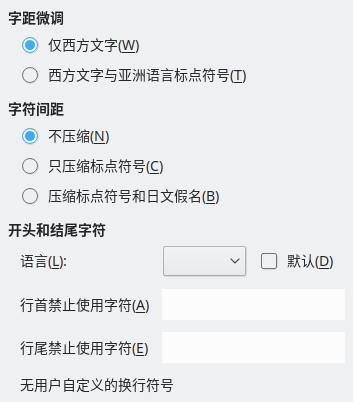 字距微调
仅西方文字(W)
西方文字与亚洲语言标点符号(T)
字符间距
不压缩(N)
只压缩标点符号(C)
压缩标点符号和日文假名(B)
开头和结尾字符
语言(L): 默认(D)
行首禁止使用字符(A)
行尾禁止使用字符(E)
无用户自定义的换行符号